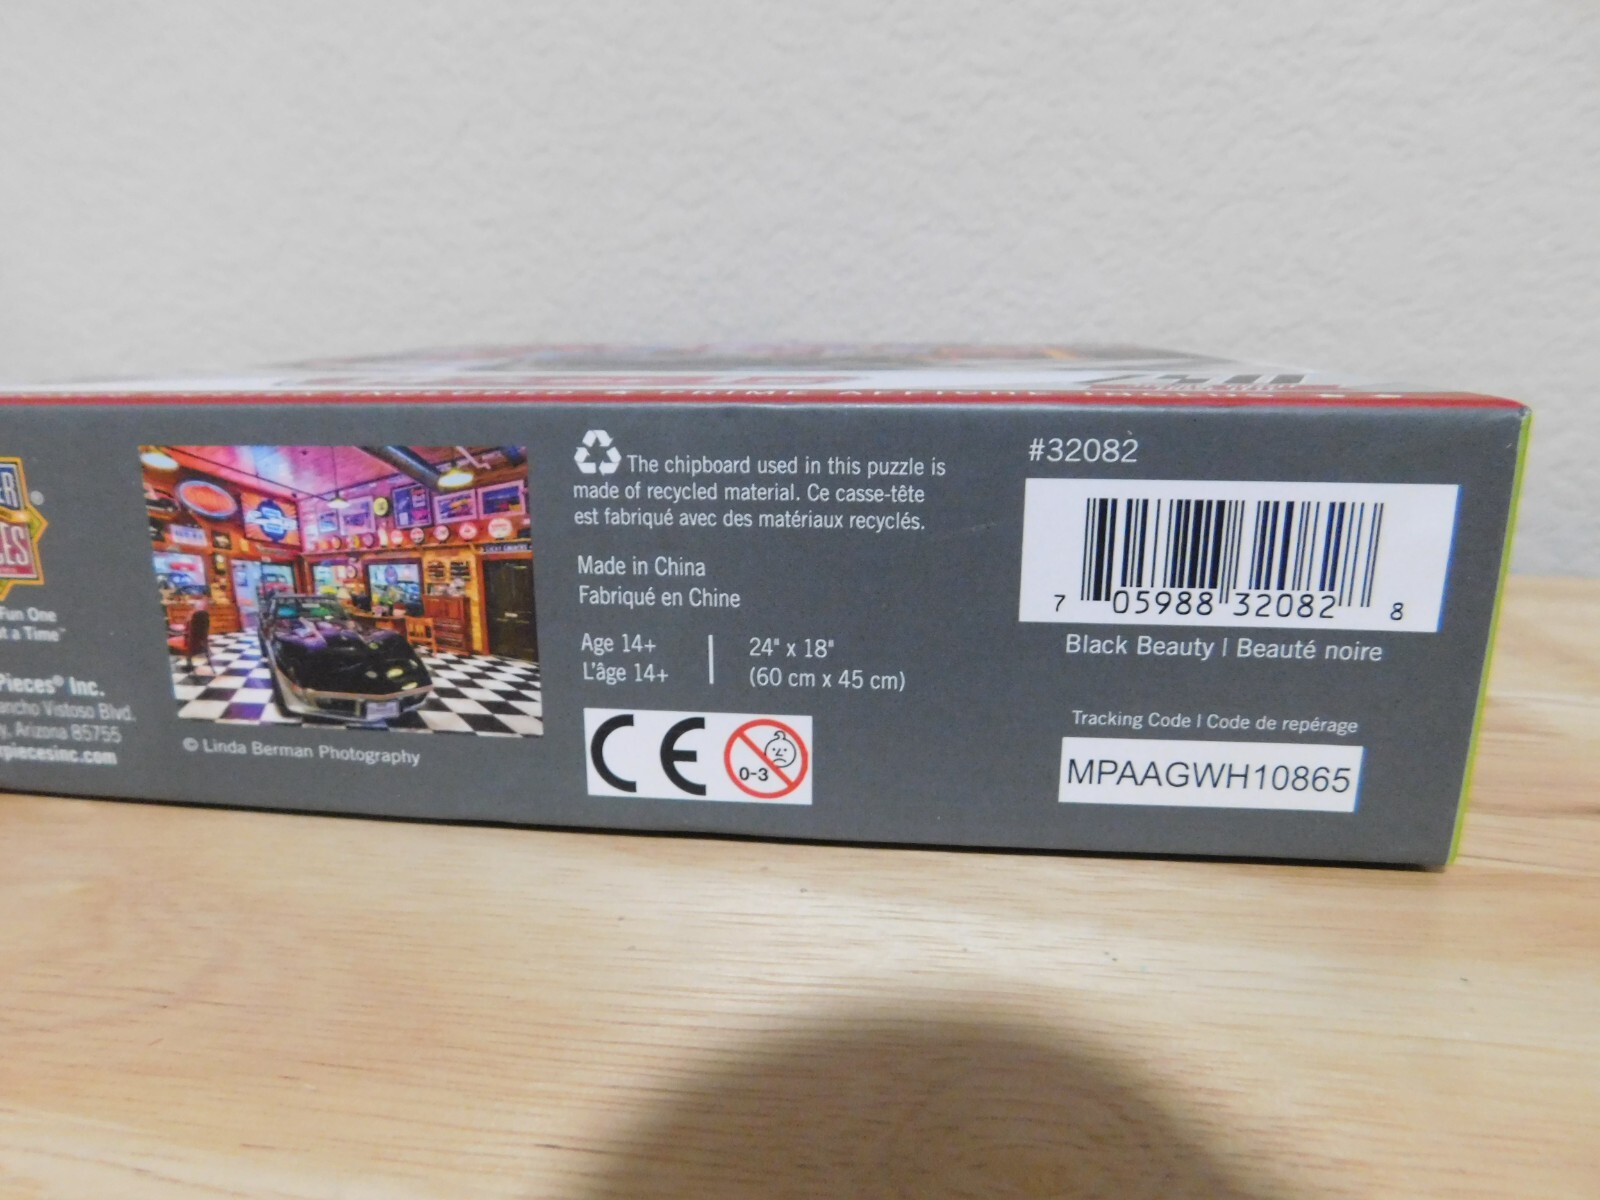 Fun One
at a Time™
Pieces® Inc.
ancho Vistoso Blvd.
y, Arizona 85755
rpiecesinc.com
© Linda Berman Photography
The chipboard used in this puzzle is
made of recycled material. Ce casse-tête
est fabriqué avec des matériaux recyclés.
Made in China
Fabriqué en Chine
Age 14+
L'âge 14+
24" x 18"
(60 cm x 45 cm)
CE
0-3
#32082
7 05988 32082 8
Black Beauty | Beauté noire
Tracking Code | Code de repérage
MPAAGWH10865